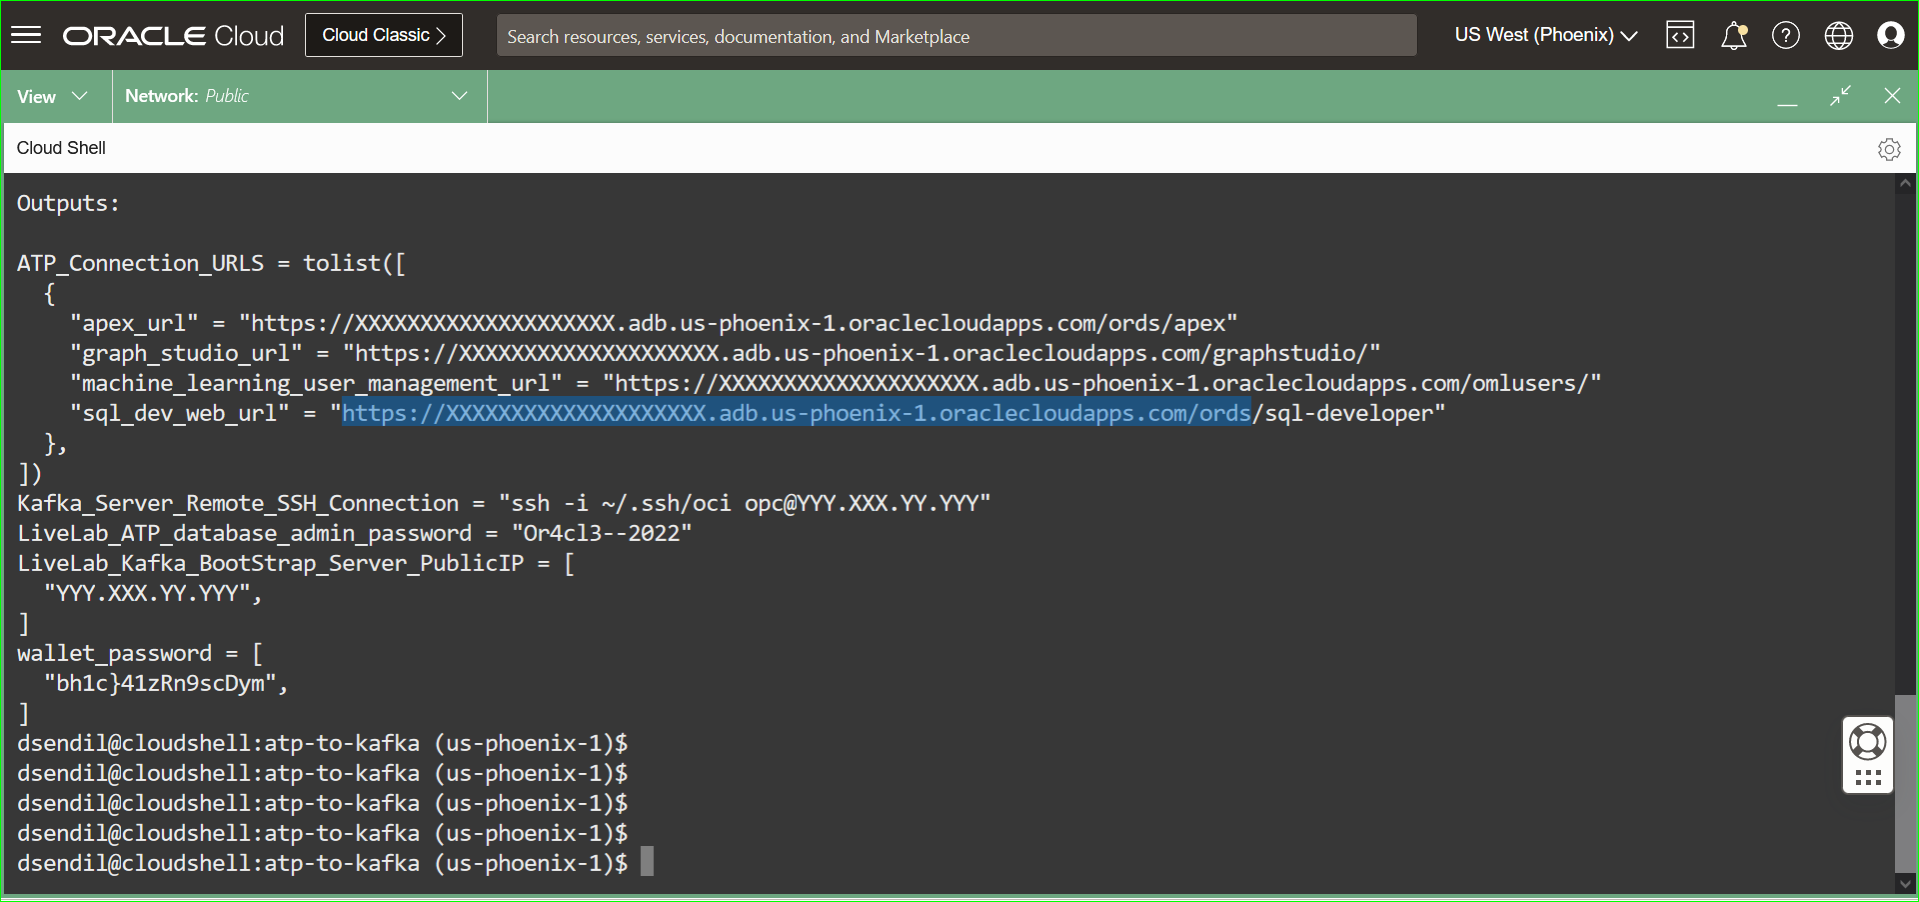 ORACLE Cloud
Cloud Classic
Search resources, services, documentation, and Marketplace
US West (Phoenix)
View
Network: Public
Cloud Shell
Outputs:
ATP_Connection_URLS = tolist([
  {
    "apex_url" = "https://XXXXXXXXXXXXXXXXXXXX.adb.us-phoenix-1.oraclecloudapps.com/ords/apex"
    "graph_studio_url" = "https://XXXXXXXXXXXXXXXXXXXX.adb.us-phoenix-1.oraclecloudapps.com/graphstudio/"
    "machine_learning_user_management_url" = "https://XXXXXXXXXXXXXXXXXXXX.adb.us-phoenix-1.oraclecloudapps.com/omlusers/"
    "sql_dev_web_url" = "https://XXXXXXXXXXXXXXXXXXXX.adb.us-phoenix-1.oraclecloudapps.com/ords/sql-developer"
  },
])
Kafka_Server_Remote_SSH_Connection = "ssh -i ~/.ssh/oci opc@YYY.XXX.YY.YYY"
LiveLab_ATP_database_admin_password = "Or4cl3--2022"
LiveLab_Kafka_BootStrap_Server_PublicIP = [
  "YYY.XXX.YY.YYY",
]
wallet_password = [
  "bh1c}41zRn9scDym",
]
dsendil@cloudshell:atp-to-kafka (us-phoenix-1)$
dsendil@cloudshell:atp-to-kafka (us-phoenix-1)$
dsendil@cloudshell:atp-to-kafka (us-phoenix-1)$
dsendil@cloudshell:atp-to-kafka (us-phoenix-1)$
dsendil@cloudshell:atp-to-kafka (us-phoenix-1)$